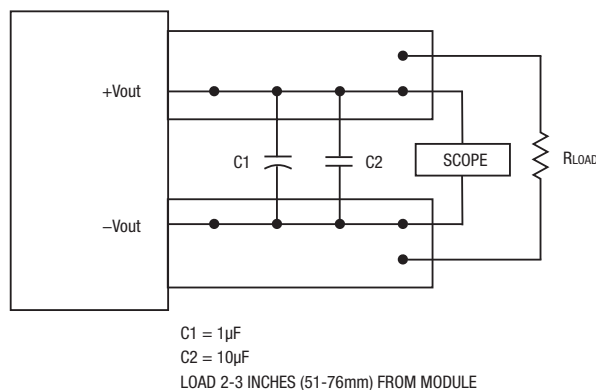 +Vout
C1
C2
SCOPE
RLOAD
−Vout
C1 = 1µF
C2 = 10µF
LOAD 2-3 INCHES (51-76mm) FROM MODULE